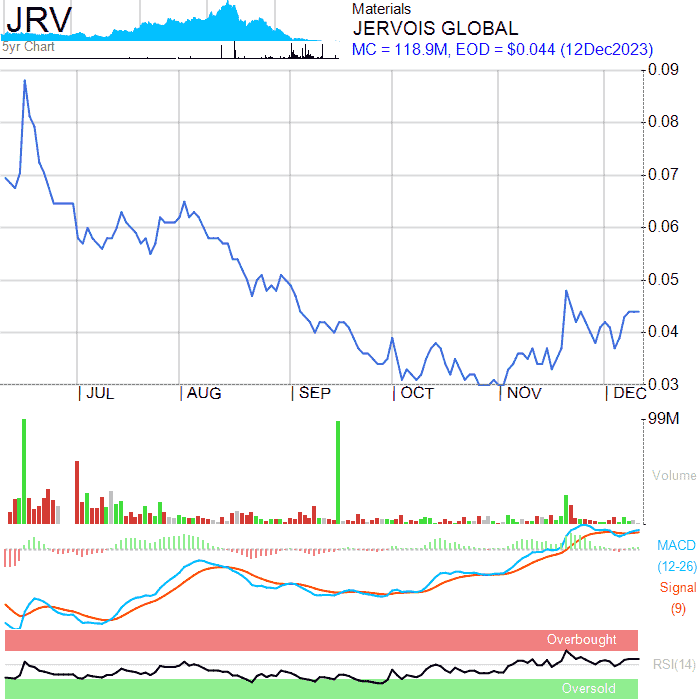 JRV
Materials
JERVOIS GLOBAL
MC = 118.9M, EOD = $0.044 (12Dec2023)
5yr Chart
0.09
0.08
0.07
0.06
0.05
0.04
0.03
JUL AUG SEP OCT NOV DEC
99M
Volume
MACD
(12-26)
Signal
(9)
Overbought
RSI(14)
Oversold